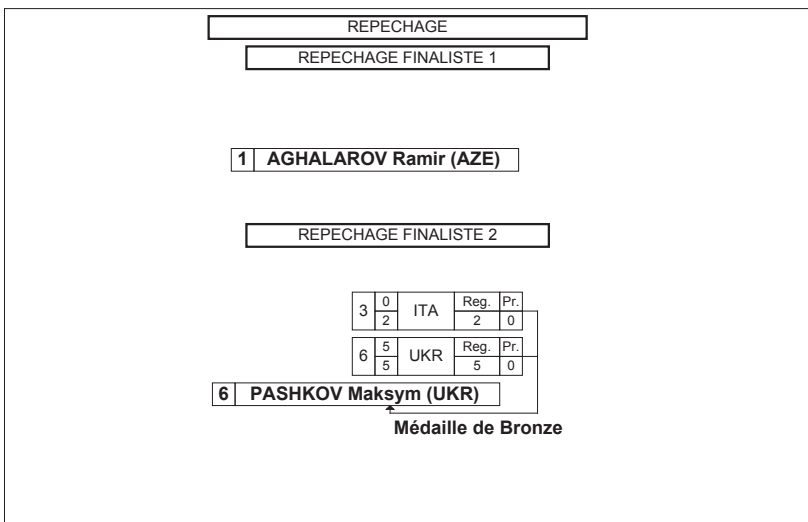 REPECHAGE
REPECHAGE FINALISTE 1
1 AGHALAROV Ramir (AZE)
REPECHAGE FINALISTE 2
3 0 ITA Reg. Pr.
2 2 0
6 5 UKR Reg. Pr.
5 5 0
6 PASHKOV Maksym (UKR)
Médaille de Bronze